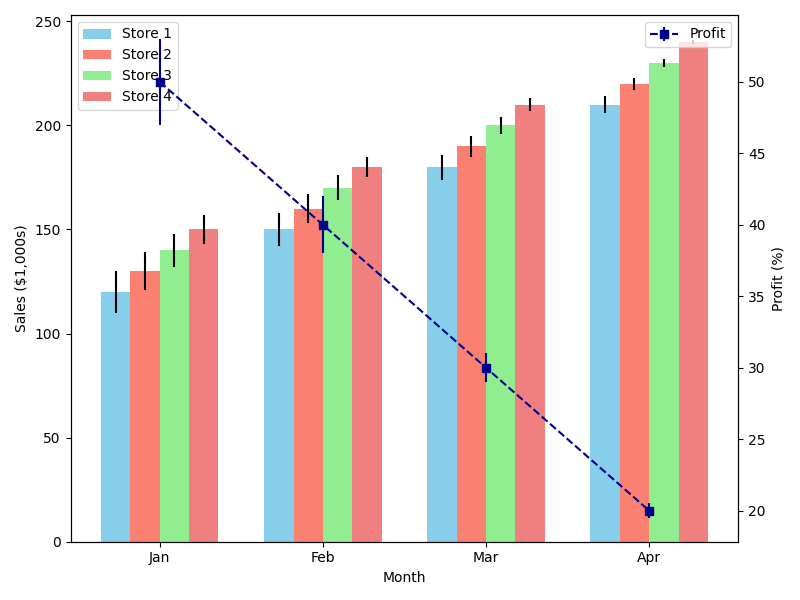 Store 1
Store 2
Store 3
Store 4
Profit
250
200
150
100
50
0
Sales ($1,000s)
50
45
40
35
30
25
20
Profit (%)
Jan Feb Mar Apr
Month